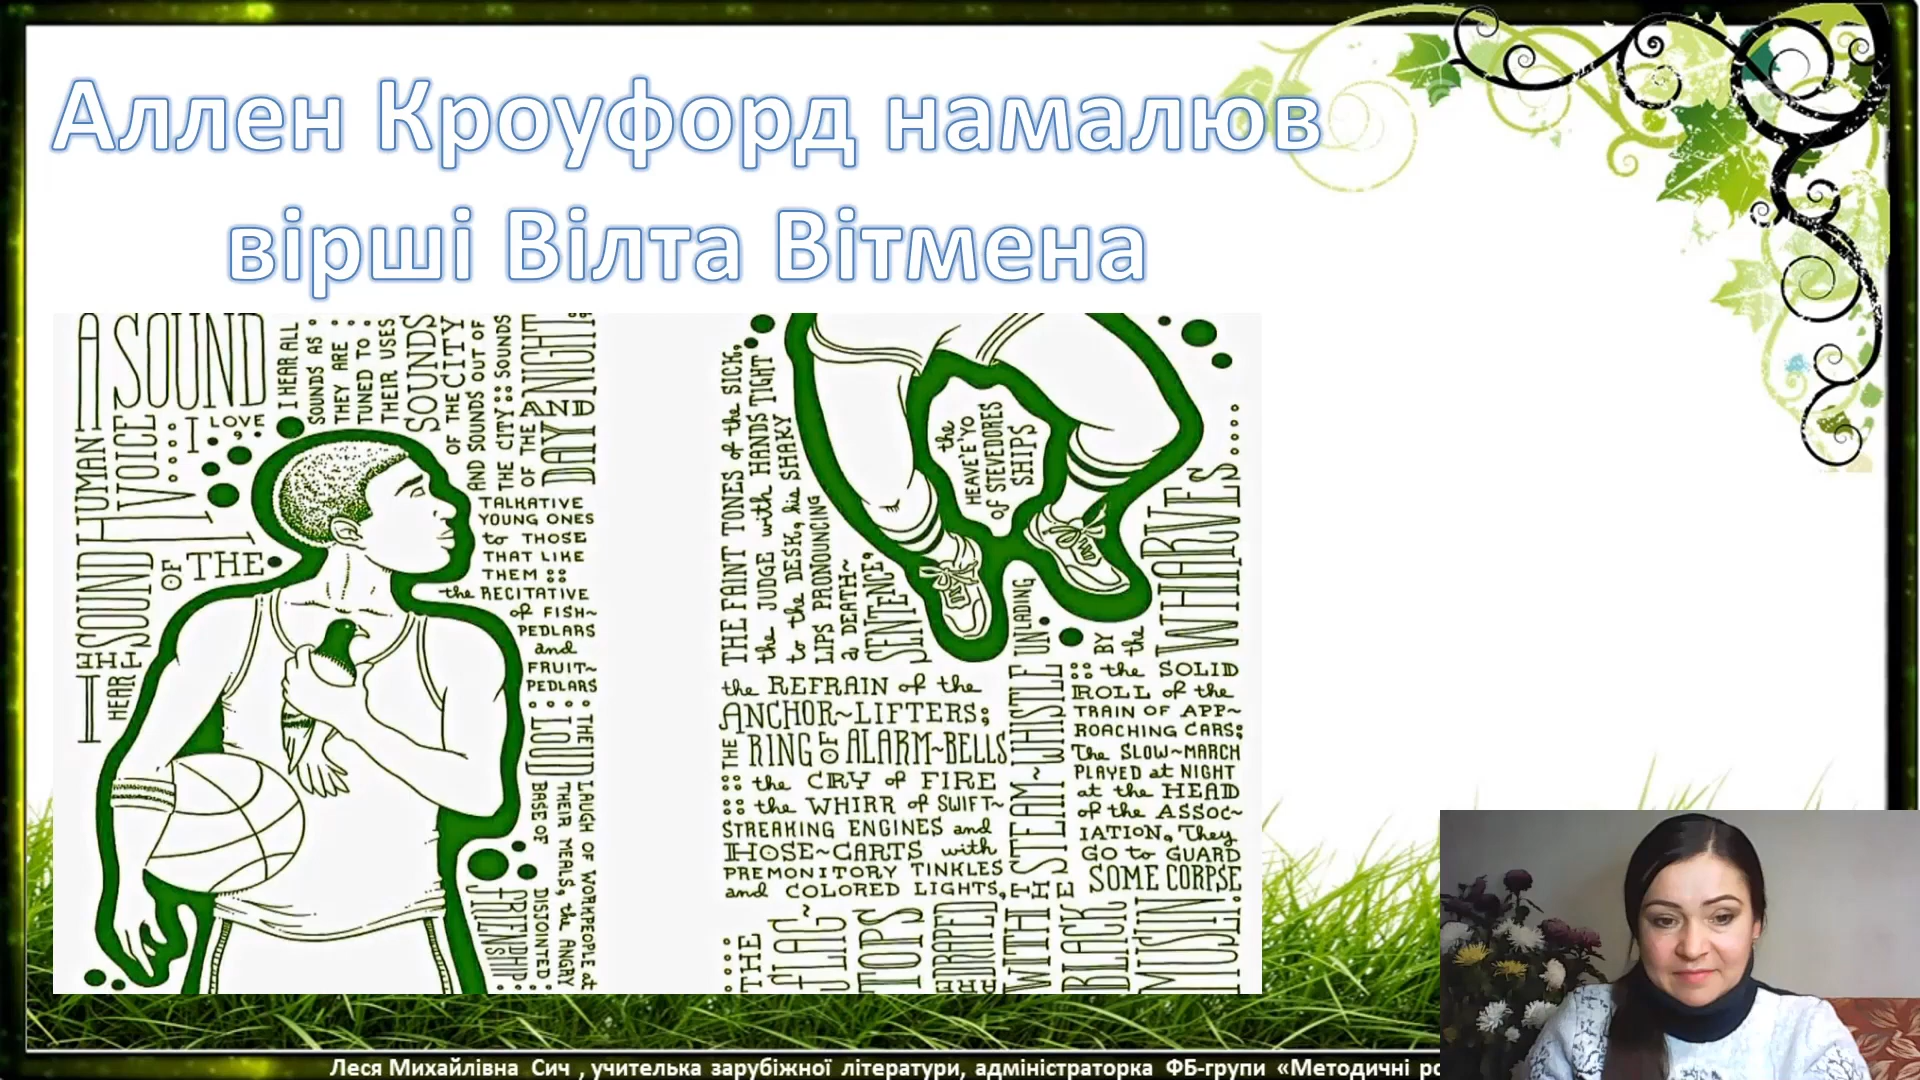 Аллен Кроуфорд намалюв
вірші Вілта Вітмена
A SOUND
I LOVE
I HEAR
THE
SOUND
OF THE
HUMAN
VOICE
I HEAR ALL
SOUNDS AS
THEY ARE
TUNED TO
THEIR USES
SOUNDS
OF THE CITY
AND SOUNDS OUT OF
THE CITY :: SOUNDS
OF THE
DAY AND NIGHT
TALKATIVE
YOUNG ONES
to THOSE
THAT LIKE
THEM ::
the RECITATIVE
of FISH~
PEDLARS
and
FRUIT~
PEDLARS
: LOUD :
THE
LAUGH OF WORKPEOPLE at
THEIR MEALS, the ANGRY
BASE OF
DISJOINTED
FRIENDSHIP
THE FAINT TONES of the SICK,
the JUDGE with HANDS TIGHT
to the DESK, his SHAKY
LIPS PRONOUNCING
a DEATH~
SENTENCE,
the
HEAVE'E'YO
OF STEVEDORES
UNLADING
SHIPS
BY
the
WHARVES....
the REFRAIN of the
ANCHOR~LIFTERS;
THE RING OF ALARM~BELLS
:: the CRY of FIRE
:: the WHIRR of SWIFT~
STREAKING ENGINES and
HOSE~CARTS with
PREMONITORY TINKLES
and COLORED LIGHTS,
THE STEAM~WHISTLE
:: the SOLID
ROLL of the
TRAIN OF APP~
ROACHING CARS;
The SLOW~MARCH
PLAYED at NIGHT
at the HEAD
of the ASSOC~
IATION, They
GO to GUARD
SOME CORPSE
....THE
FLAG~
TOPS
ARE DRAPED
WITH
BLACK
MUSLIN.
Леся Михайлівна Сич , учителька зарубіжної літератури, адміністраторка ФБ-групи «Методичні ро